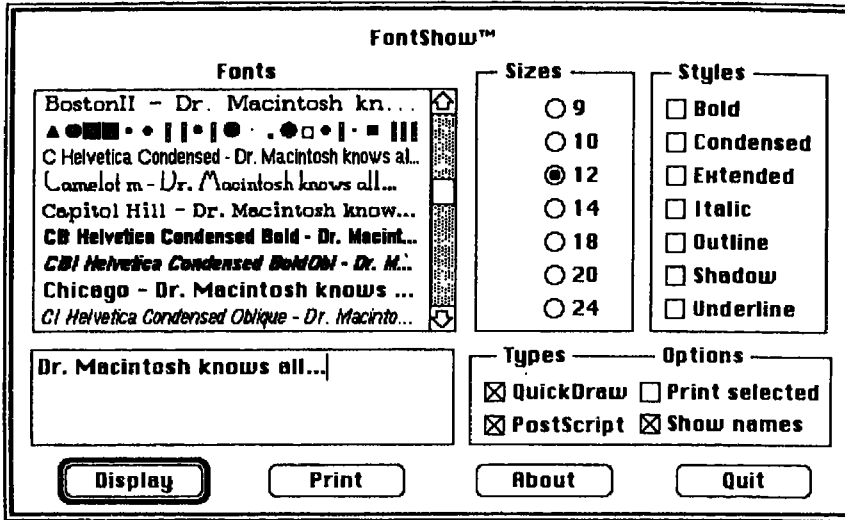 FontShow™
Fonts
BostonII - Dr. Macintosh kn...
C Helvetica Condensed - Dr. Macintosh knows al...
Camelot m - Dr. Macintosh knows all...
Capitol Hill - Dr. Macintosh know...
CB Helvetica Condensed Bold - Dr. Macint...
CBI Helvetica Condensed BoldObl - Dr. M...
Chicago - Dr. Macintosh knows ...
CI Helvetica Condensed Oblique - Dr. Macinto...
Sizes
9
10
12
14
18
20
24
Styles
Bold
Condensed
Extended
Italic
Outline
Shadow
Underline
Dr. Macintosh knows all...
Types
QuickDraw
PostScript
Options
Print selected
Show names
Display
Print
About
Quit